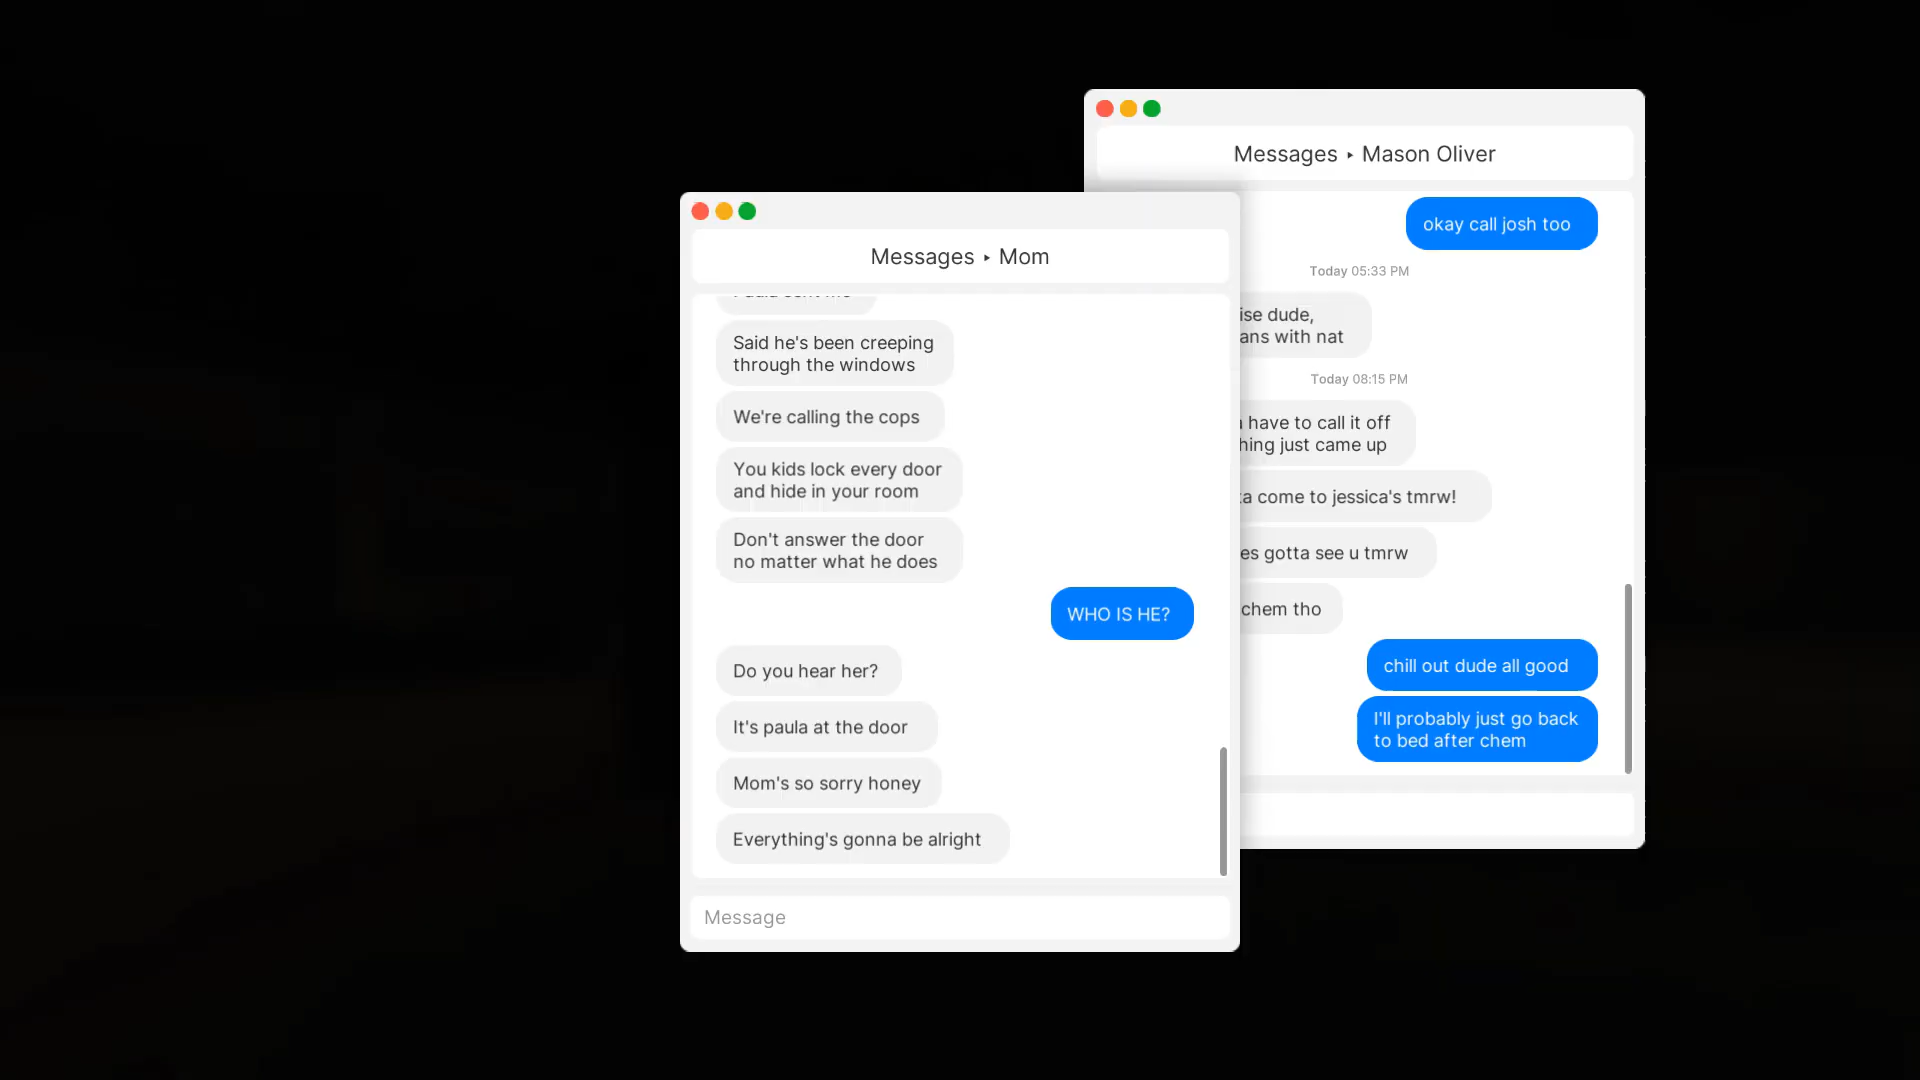 Messages ‣ Mom
Said he's been creeping
through the windows
We're calling the cops
You kids lock every door
and hide in your room
Don't answer the door
no matter what he does
WHO IS HE?
Do you hear her?
It's paula at the door
Mom's so sorry honey
Everything's gonna be alright
Message
Messages ‣ Mason Oliver
okay call josh too
Today 05:33 PM
dude,
with nat
Today 08:15 PM
have to call it off
just came up
come to jessica's tmrw!
gotta see u tmrw
chem tho
chill out dude all good
I'll probably just go back
to bed after chem